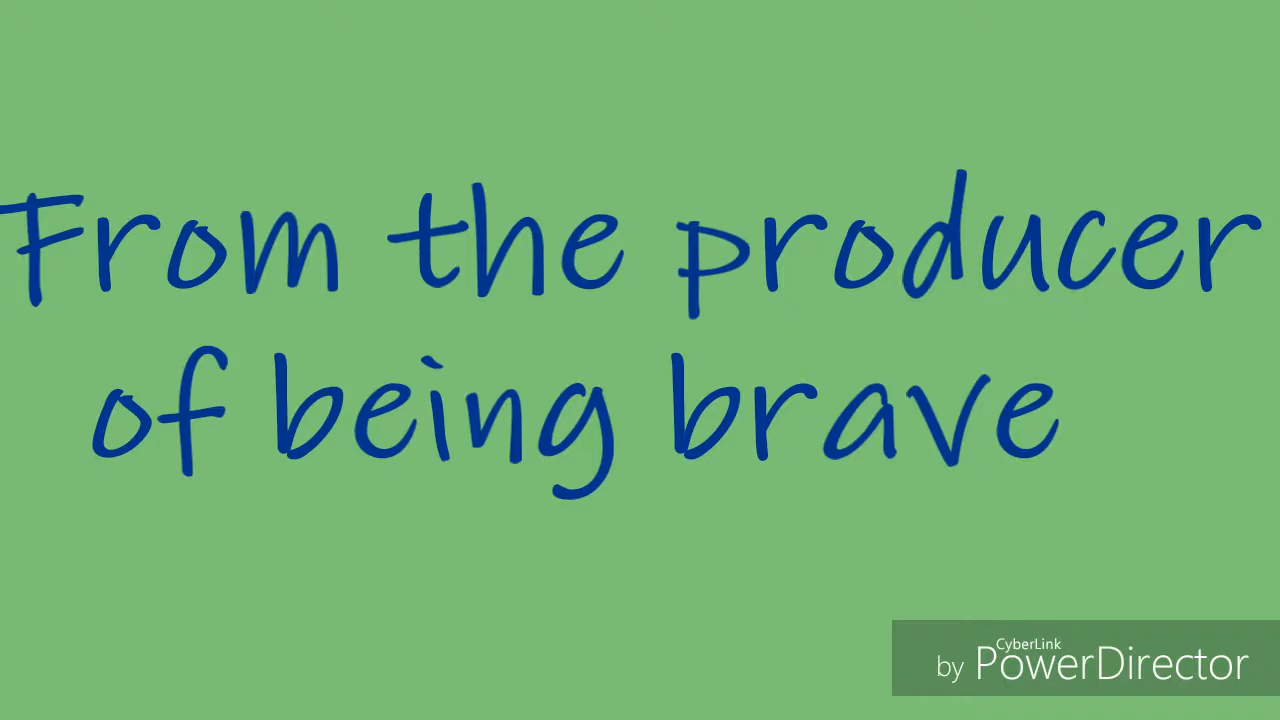 From the producer
of being brave
CyberLink
by PowerDirector